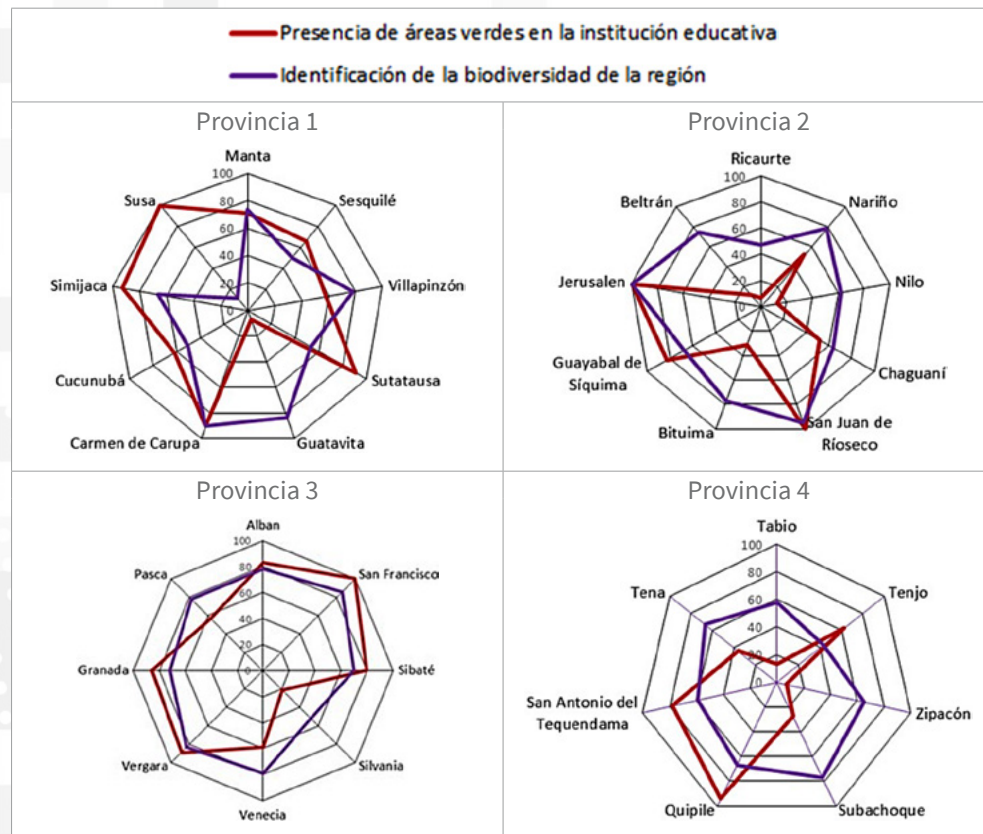 Presencia de áreas verdes en la institución educativa
Identificación de la biodiversidad de la región
Provincia 1
Manta
Sesquilé
Villapinzón
Sutatausa
Guatavita
Carmen de Carupa
Cucunubá
Simijaca
Susa
100
80
60
40
20
0
Provincia 2
Ricaurte
Nariño
Nilo
Chaguaní
San Juan de
Ríoseco
Bituima
Guayabal de
Síquima
Jerusalen
Beltrán
100
80
60
40
20
0
Provincia 3
Alban
San Francisco
Sibaté
Silvania
Venecia
Vergara
Granada
Pasca
100
80
60
40
20
0
Provincia 4
Tabio
Tenjo
Zipacón
Subachoque
Quipile
San Antonio del
Tequendama
Tena
100
80
60
40
20
0